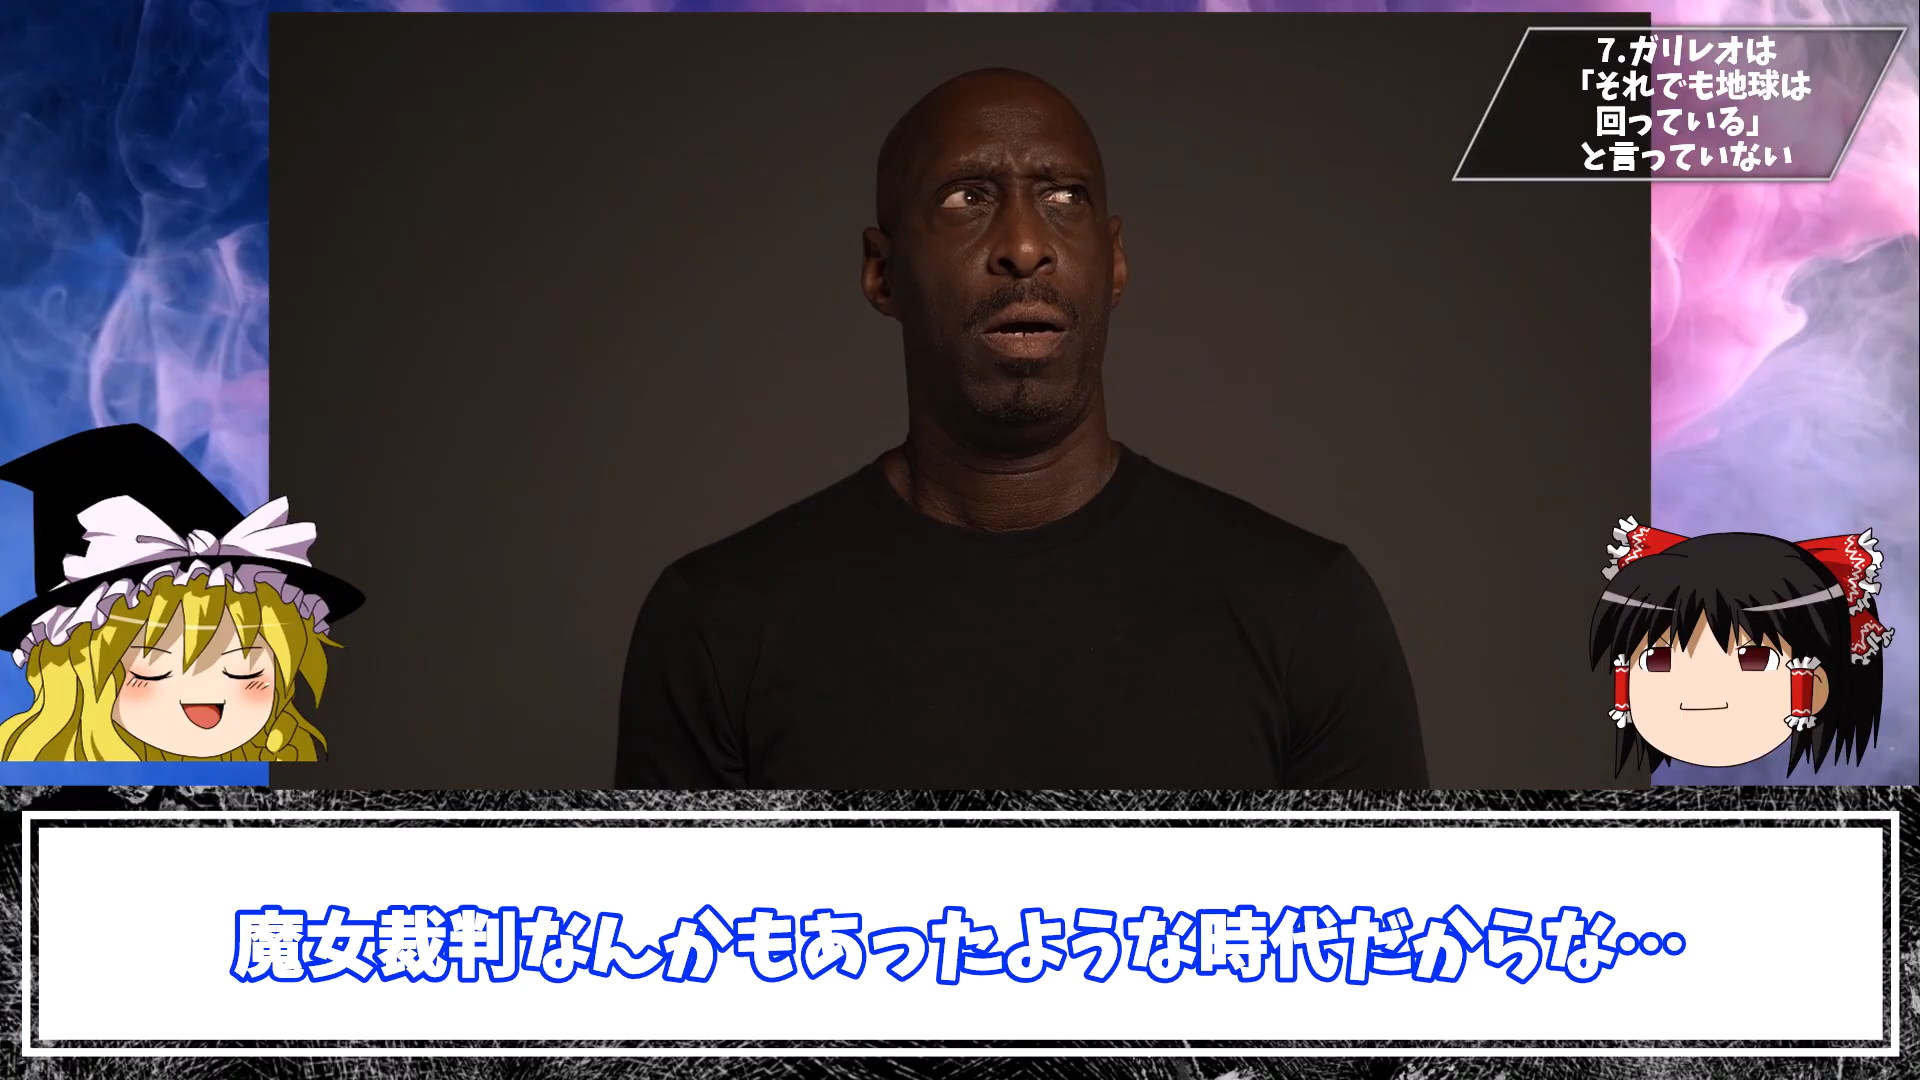 7.ガリレオは
「それでも地球は
回っている」
と言っていない
魔女裁判なんかもあったような時代だからな…